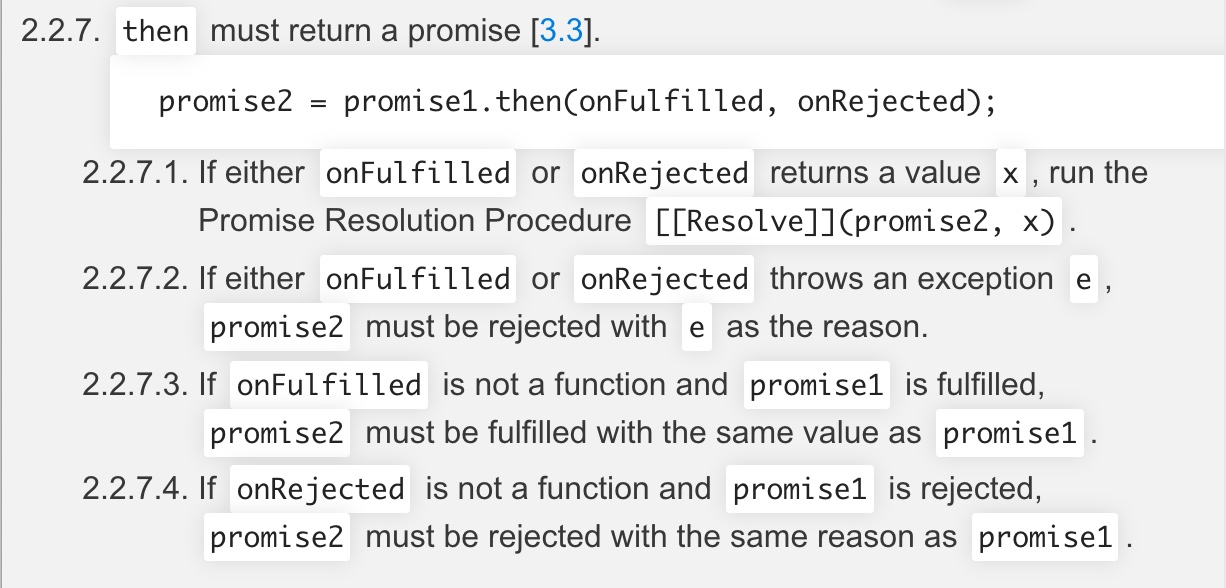 2.2.7. then must return a promise [3.3].
promise2 = promise1.then(onFulfilled, onRejected);
2.2.7.1. If either onFulfilled or onRejected returns a value x , run the
Promise Resolution Procedure [[Resolve]](promise2, x) .
2.2.7.2. If either onFulfilled or onRejected throws an exception e ,
promise2 must be rejected with e as the reason.
2.2.7.3. If onFulfilled is not a function and promise1 is fulfilled,
promise2 must be fulfilled with the same value as promise1 .
2.2.7.4. If onRejected is not a function and promise1 is rejected,
promise2 must be rejected with the same reason as promise1 .